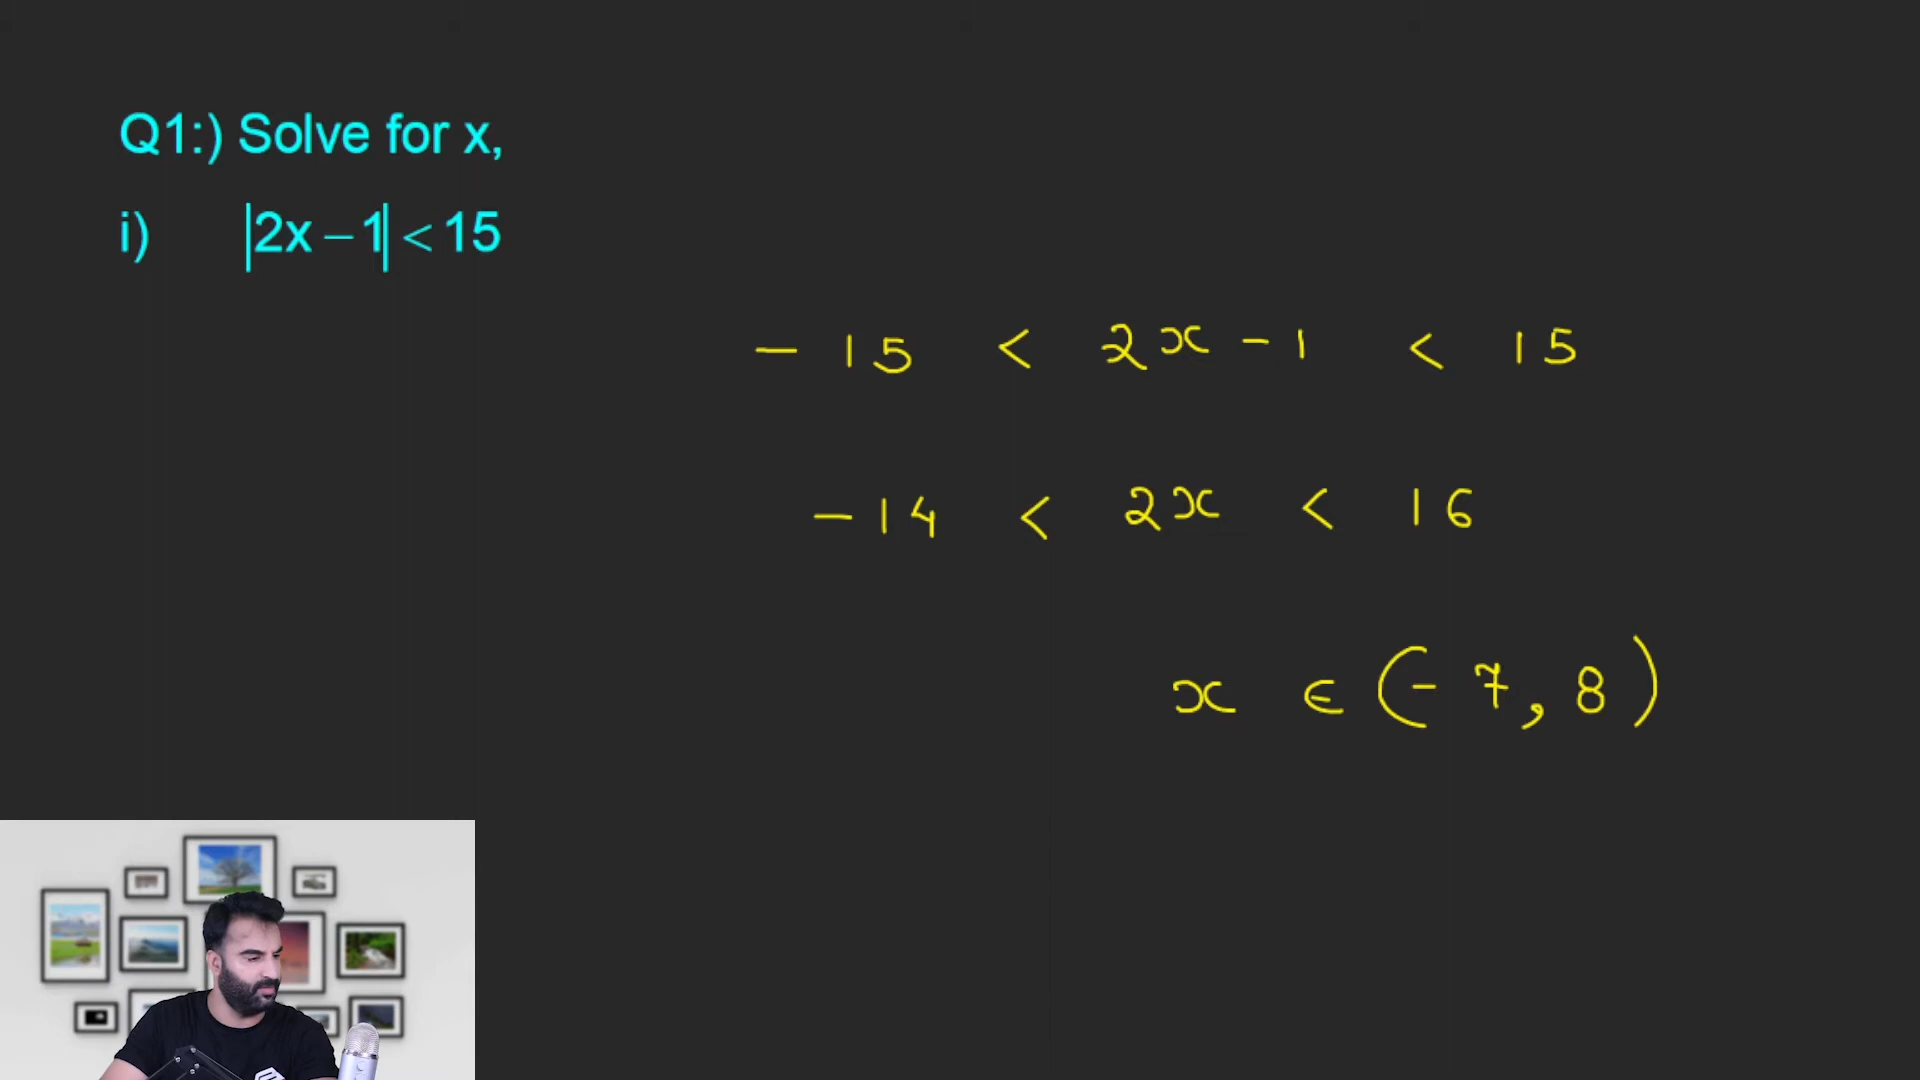 Q1:) Solve for x,
i) |2x – 1| < 15
- 15 < 2x - 1 < 15
- 14 < 2x < 16
x ∈ (- 7, 8)